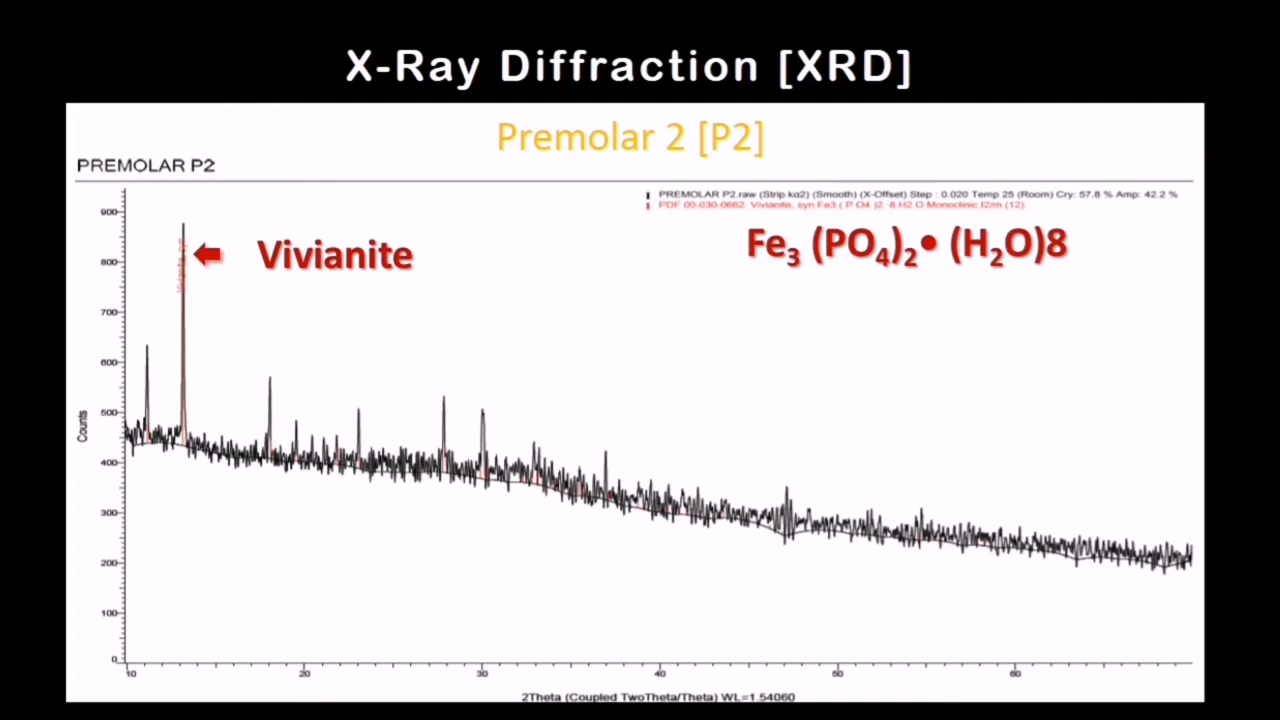 X-Ray Diffraction [XRD]
Premolar 2 [P2]
PREMOLAR P2
PREMOLAR P2.raw (Strip kα2) (Smooth) (X-Offset) Step : 0.020 Temp 25 (Room) Cry: 57.8 % Amp: 42.2 %
PDF 00-030-0662 Vivianite, syn Fe3 ( P O4 )2 ·8 H2 O Monoclinic I2/m (12)
Vivianite
Fe3 (PO4)2• (H2O)8
900
800
700
600
500
400
300
200
100
0
Counts
10 20 30 40 50 60
2Theta (Coupled TwoTheta/Theta) WL=1.54060